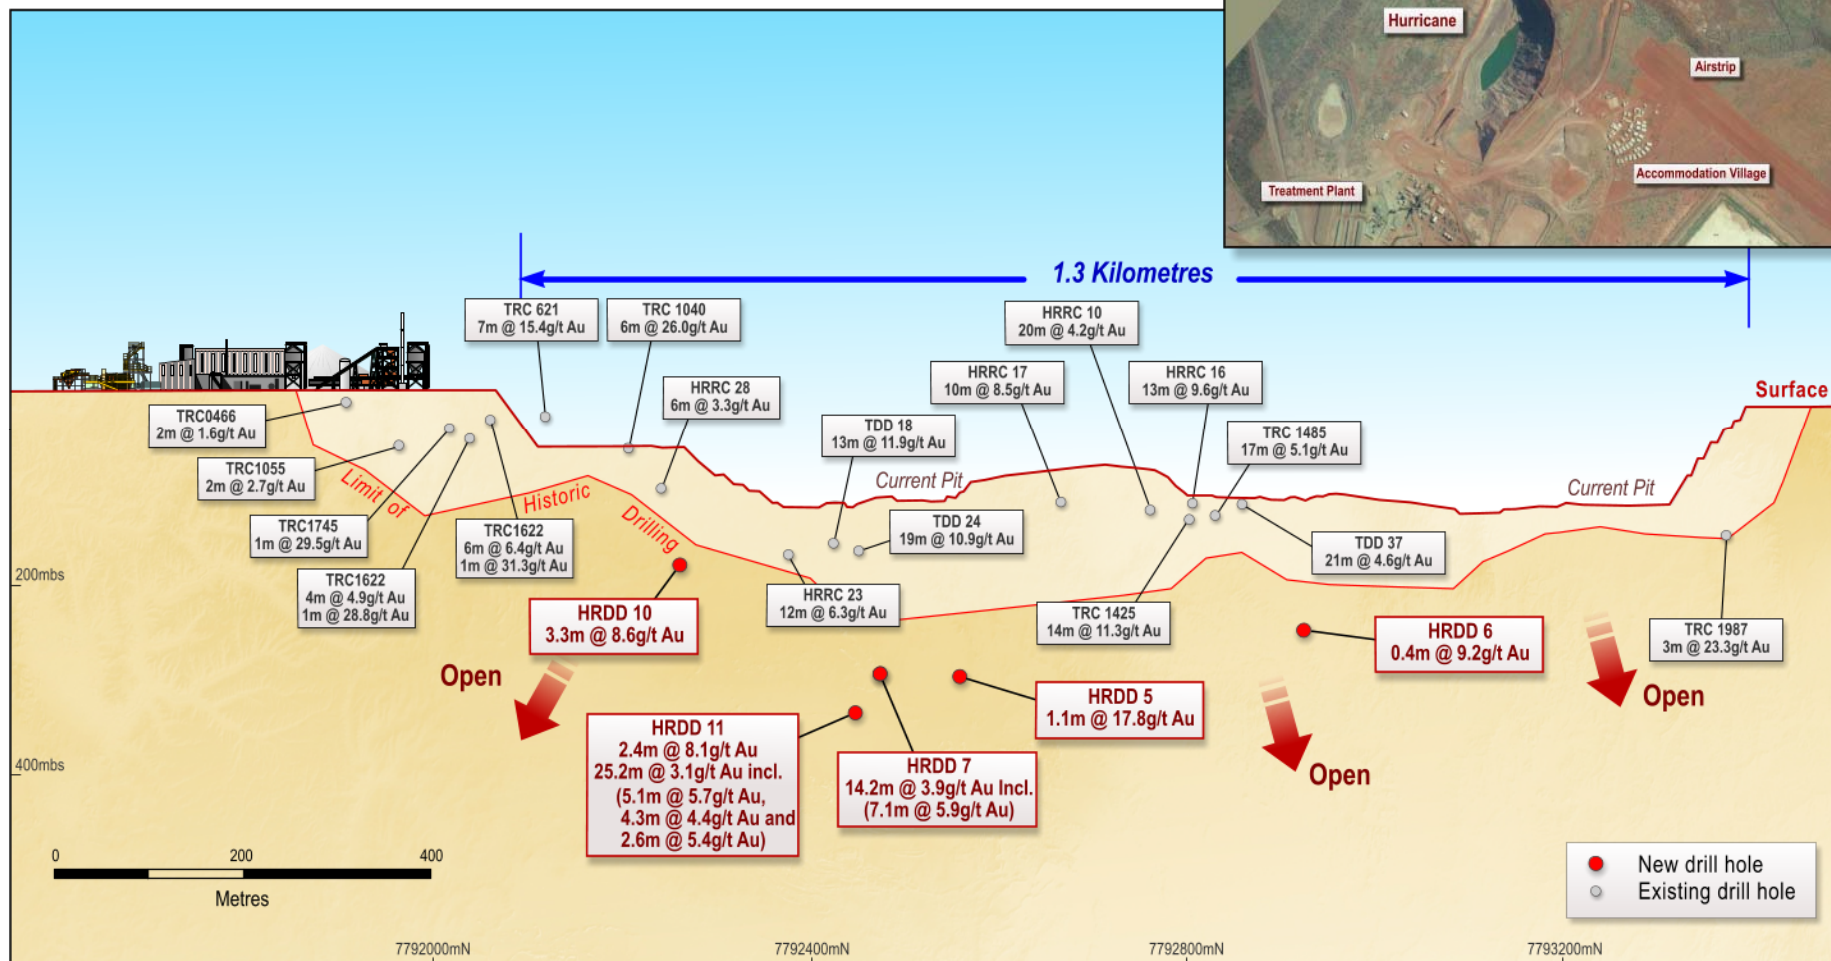 Hurricane
Airstrip
Accommodation Village
Treatment Plant
1.3 Kilometres
TRC 621
7m @ 15.4g/t Au
TRC 1040
6m @ 26.0g/t Au
HRRC 10
20m @ 4.2g/t Au
HRRC 28
6m @ 3.3g/t Au
HRRC 17
10m @ 8.5g/t Au
HRRC 16
13m @ 9.6g/t Au
Surface
TRC0466
2m @ 1.6g/t Au
TDD 18
13m @ 11.9g/t Au
TRC 1485
17m @ 5.1g/t Au
TRC1055
2m @ 2.7g/t Au
Limit of
Historic
Drilling
Current Pit
Current Pit
TRC1745
1m @ 29.5g/t Au
TRC1622
6m @ 6.4g/t Au
1m @ 31.3g/t Au
TDD 24
19m @ 10.9g/t Au
TDD 37
21m @ 4.6g/t Au
TRC1622
4m @ 4.9g/t Au
1m @ 28.8g/t Au
200mbs
HRRC 23
12m @ 6.3g/t Au
HRDD 10
3.3m @ 8.6g/t Au
TRC 1425
14m @ 11.3g/t Au
HRDD 6
0.4m @ 9.2g/t Au
TRC 1987
3m @ 23.3g/t Au
Open
Open
Open
HRDD 5
1.1m @ 17.8g/t Au
HRDD 11
2.4m @ 8.1g/t Au
25.2m @ 3.1g/t Au incl.
(5.1m @ 5.7g/t Au,
4.3m @ 4.4g/t Au and
2.6m @ 5.4g/t Au)
HRDD 7
14.2m @ 3.9g/t Au Incl.
(7.1m @ 5.9g/t Au)
400mbs
0 200 400
Metres
New drill hole
Existing drill hole
7792000mN 7792400mN 7792800mN 7793200mN